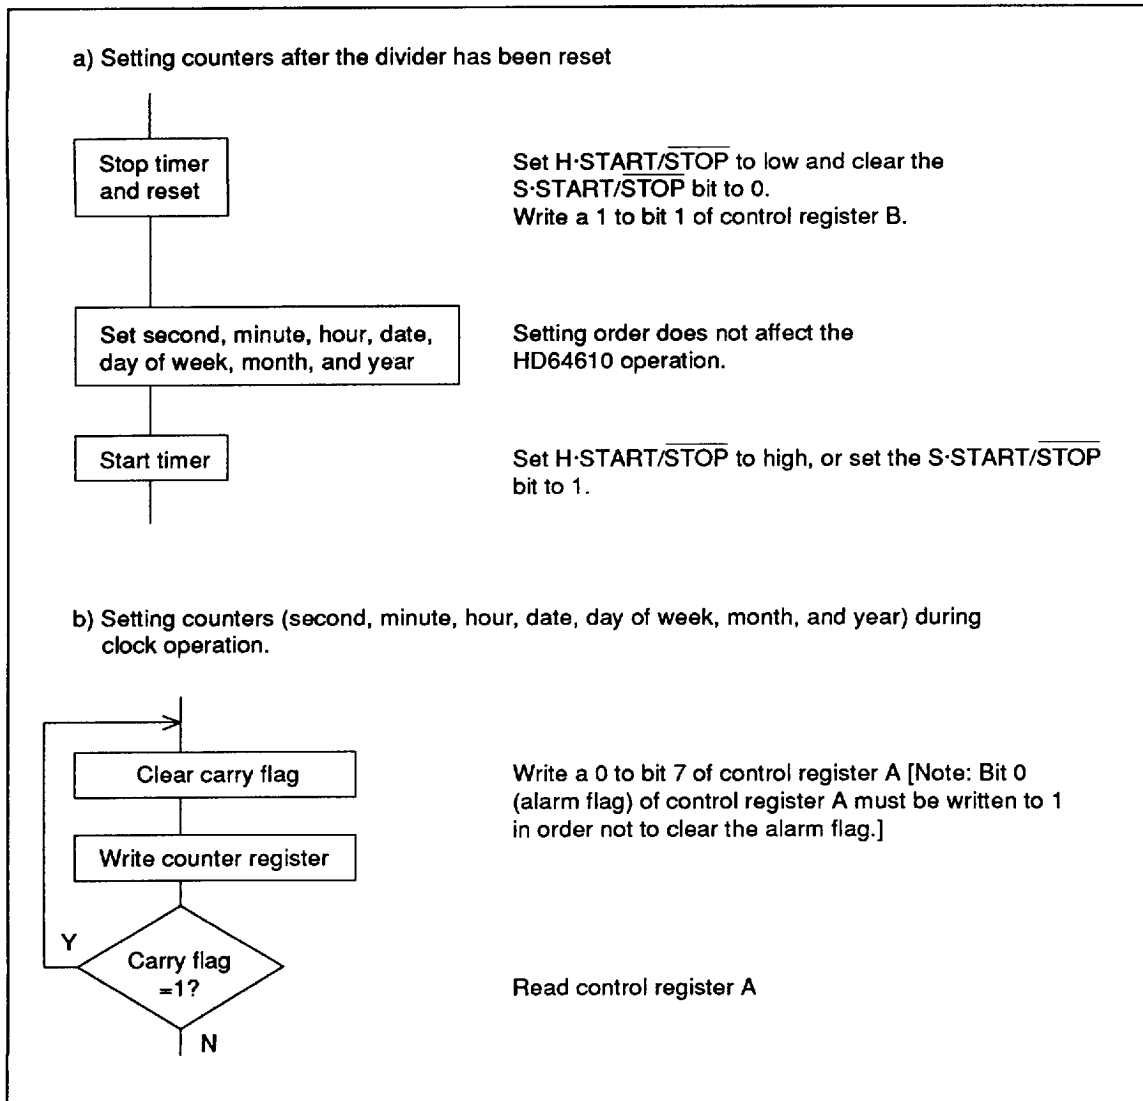 a) Setting counters after the divider has been reset
Stop timer
and reset
Set H·START/S̅T̅O̅P̅ to low and clear the
S·START/S̅T̅O̅P̅ bit to 0.
Write a 1 to bit 1 of control register B.
Set second, minute, hour, date,
day of week, month, and year
Setting order does not affect the
HD64610 operation.
Start timer
Set H·START/S̅T̅O̅P̅ to high, or set the S·START/S̅T̅O̅P̅
bit to 1.
b) Setting counters (second, minute, hour, date, day of week, month, and year) during
clock operation.
Clear carry flag
Write a 0 to bit 7 of control register A [Note: Bit 0
(alarm flag) of control register A must be written to 1
in order not to clear the alarm flag.]
Write counter register
Y
Carry flag
=1?
Read control register A
N